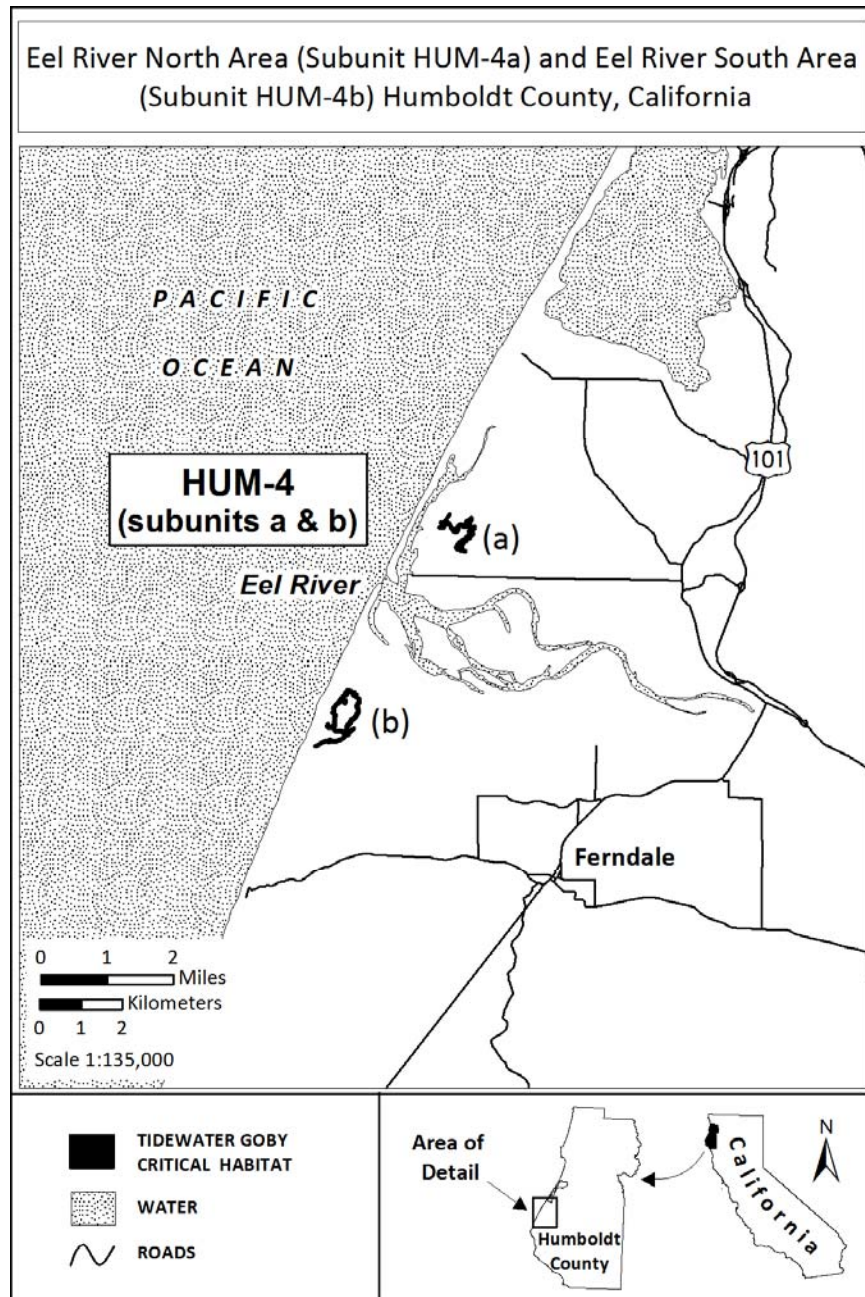 Eel River North Area (Subunit HUM-4a) and Eel River South Area
(Subunit HUM-4b) Humboldt County, California
PACIFIC
OCEAN
101
HUM-4
(subunits a & b)
(a)
Eel River
(b)
Ferndale
0 1 2
Miles
Kilometers
0 1 2
Scale 1:135,000
TIDEWATER GOBY
CRITICAL HABITAT
WATER
ROADS
Area of
Detail
Humboldt
County
California
N